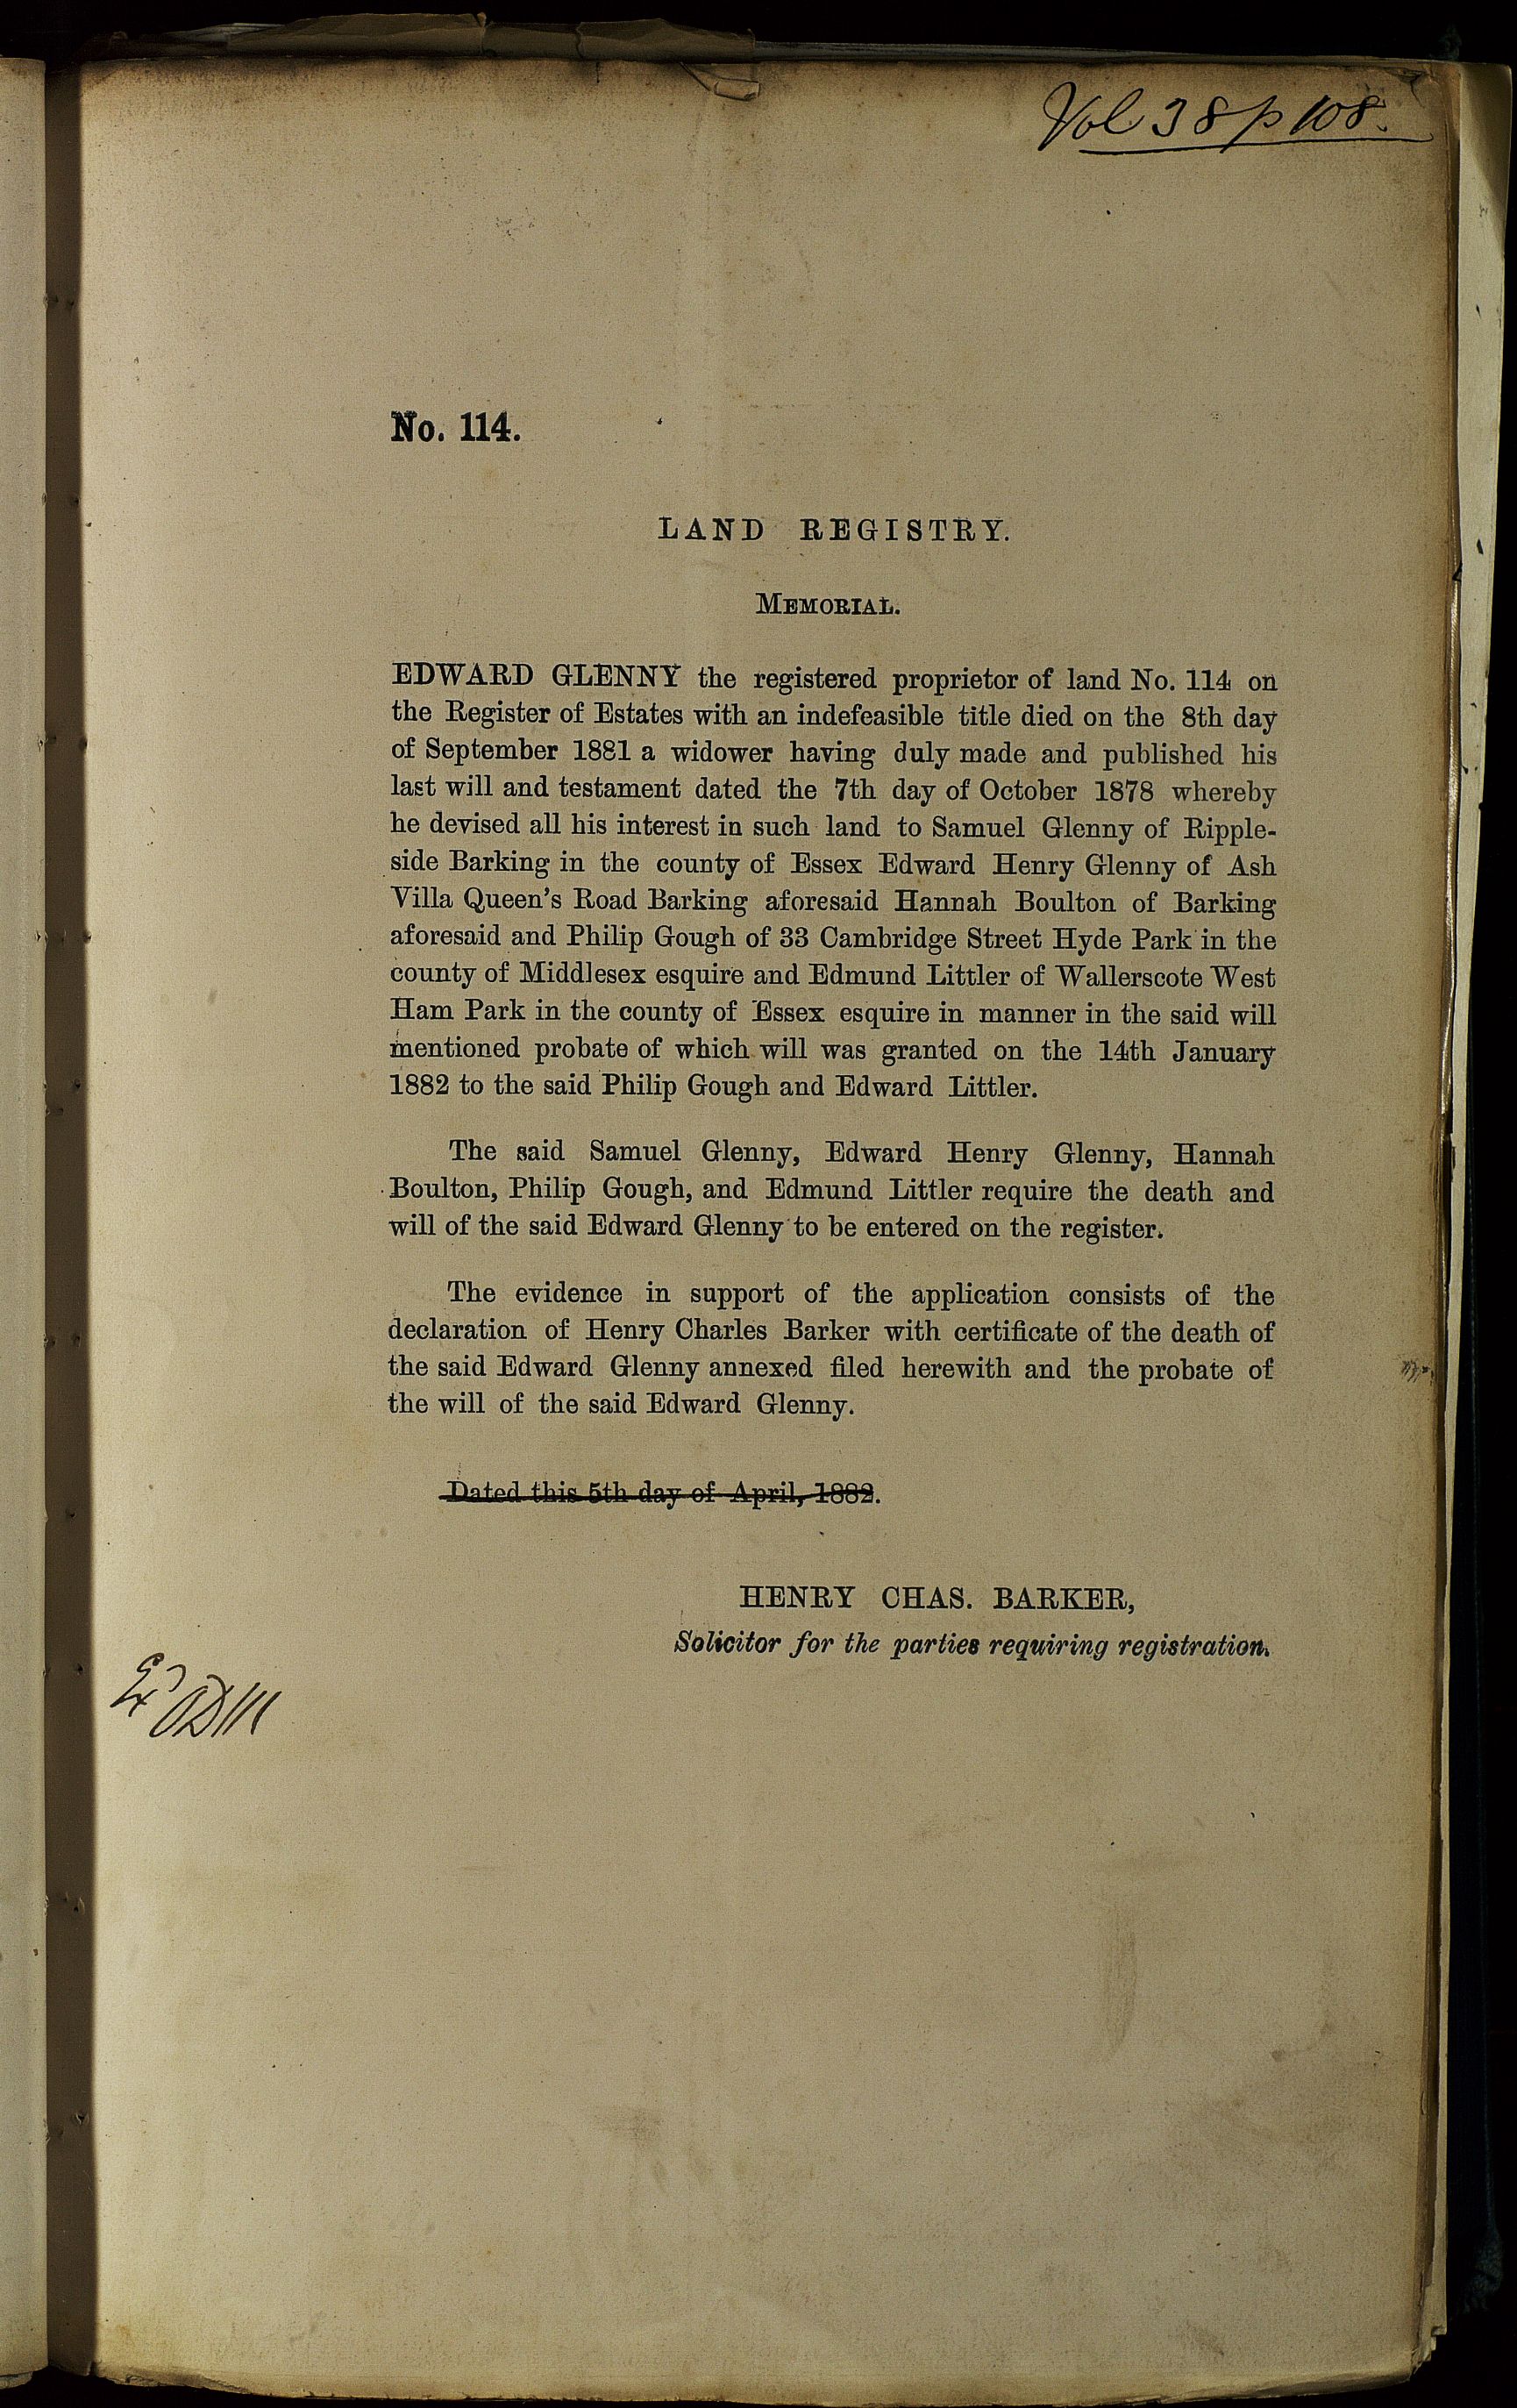 Vol 38 p 108.
No. 114.
LAND REGISTRY.
MEMORIAL.
EDWARD GLENNY the registered proprietor of land No. 114 on
the Register of Estates with an indefeasible title died on the 8th day
of September 1881 a widower having duly made and published his
last will and testament dated the 7th day of October 1878 whereby
he devised all his interest in such land to Samuel Glenny of Ripple-
side Barking in the county of Essex Edward Henry Glenny of Ash
Villa Queen's Road Barking aforesaid Hannah Boulton of Barking
aforesaid and Philip Gough of 33 Cambridge Street Hyde Park in the
county of Middlesex esquire and Edmund Littler of Wallerscote West
Ham Park in the county of Essex esquire in manner in the said will
mentioned probate of which will was granted on the 14th January
1882 to the said Philip Gough and Edward Littler.
The said Samuel Glenny, Edward Henry Glenny, Hannah
Boulton, Philip Gough, and Edmund Littler require the death and
will of the said Edward Glenny to be entered on the register.
The evidence in support of the application consists of the
declaration of Henry Charles Barker with certificate of the death of
the said Edward Glenny annexed filed herewith and the probate of
the will of the said Edward Glenny.
Dated this 5th day of April, 1882.
HENRY CHAS. BARKER,
Solicitor for the parties requiring registration.